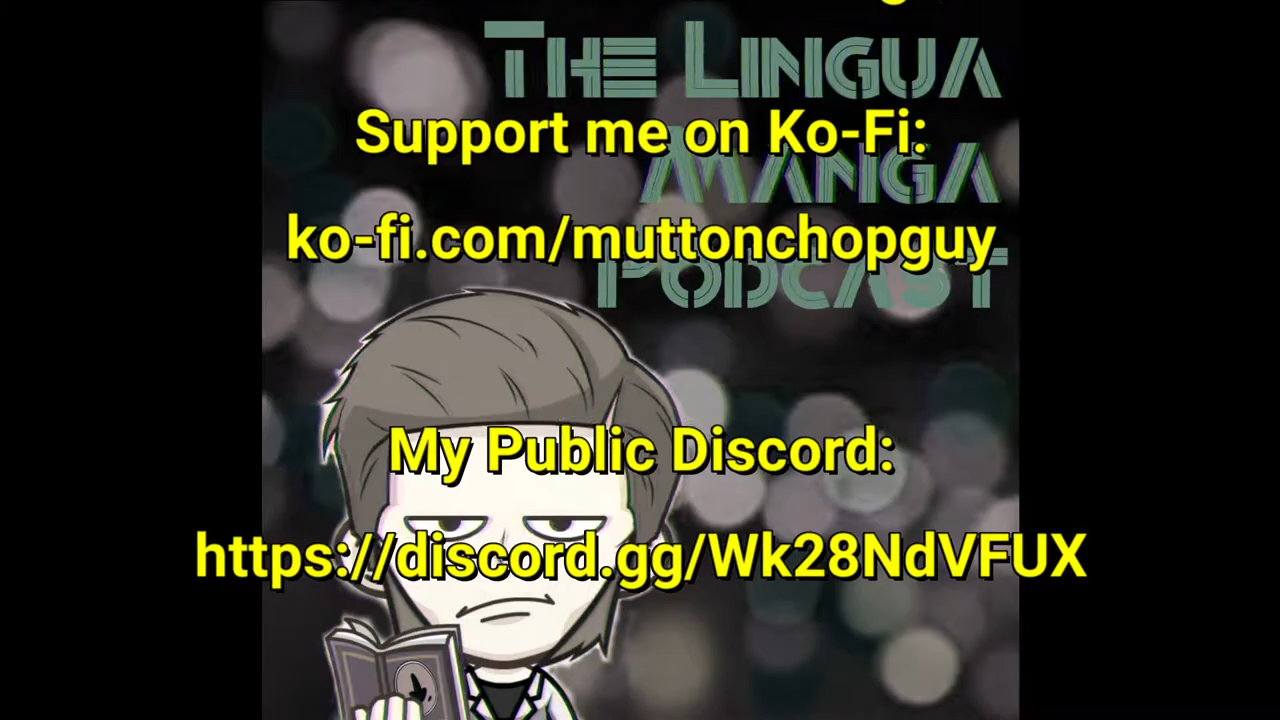 The Lingua
Support me on Ko-Fi:
Manga
ko-fi.com/muttonchopguy
Podcast
My Public Discord:
https://discord.gg/Wk28NdVFUX